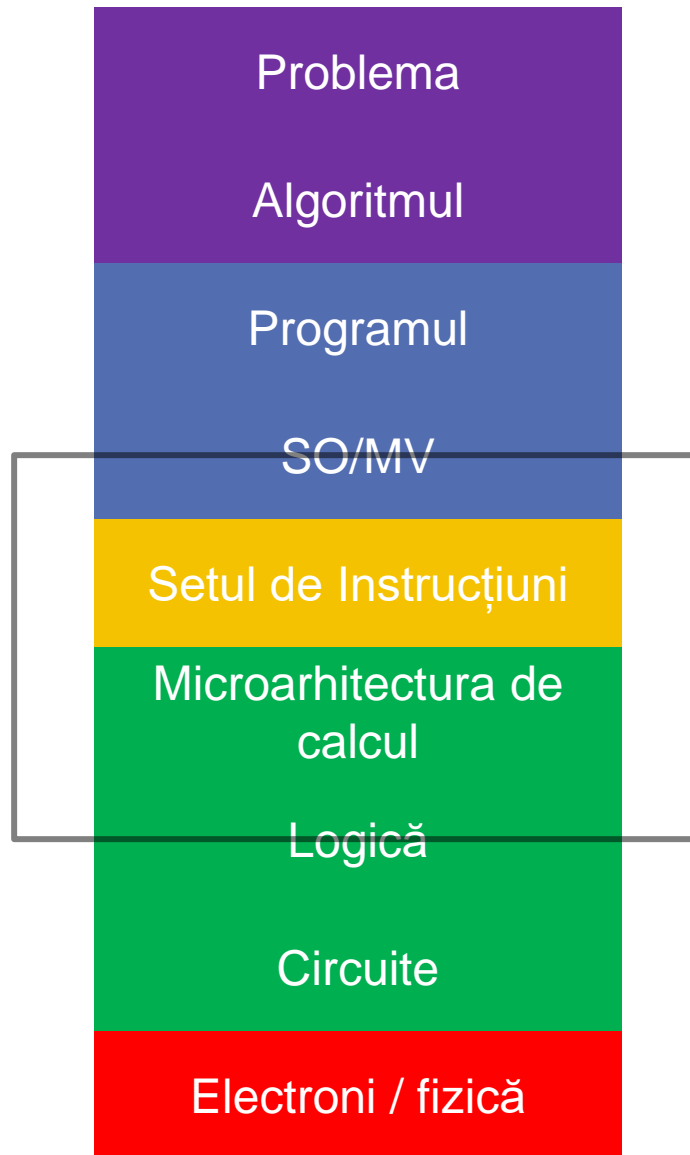 Problema
Algoritmul
Programul
SO/MV
Setul de Instrucțiuni
Microarhitectura de
calcul
Logică
Circuite
Electroni / fizică